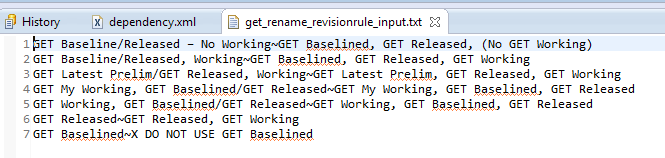 History
dependency.xml
get_rename_revisionrule_input.txt
1 GET Baseline/Released - No Working~GET Baselined, GET Released, (No GET Working)
2 GET Baseline/Released, Working~GET Baselined, GET Released, GET Working
3 GET Latest Prelim/GET Released, Working~GET Latest Prelim, GET Released, GET Working
4 GET My Working, GET Baselined/GET Released~GET My Working, GET Baselined, GET Released
5 GET Working, GET Baselined/GET Released~GET Working, GET Baselined, GET Released
6 GET Released~GET Released, GET Working
7 GET Baselined~X DO NOT USE GET Baselined